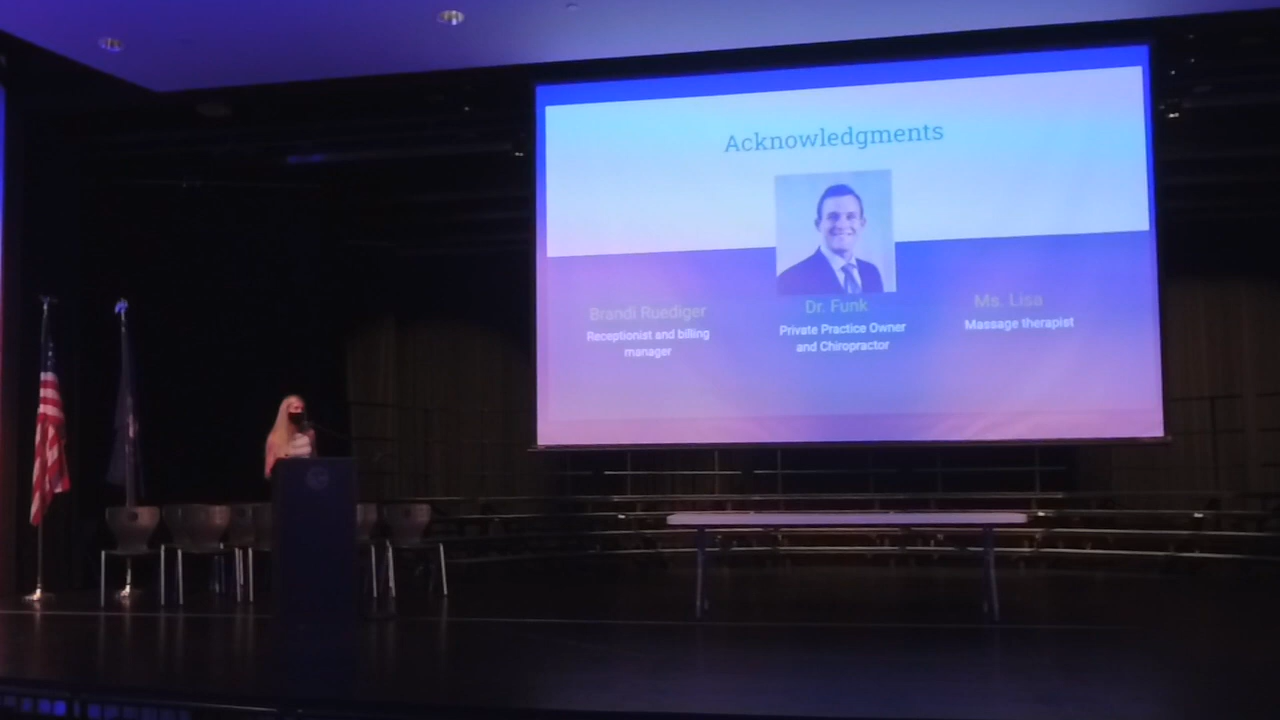 Acknowledgments
Brandi Ruediger
Receptionist and billing
manager
Dr. Funk
Private Practice Owner
and Chiropractor
Ms. Lisa
Massage therapist